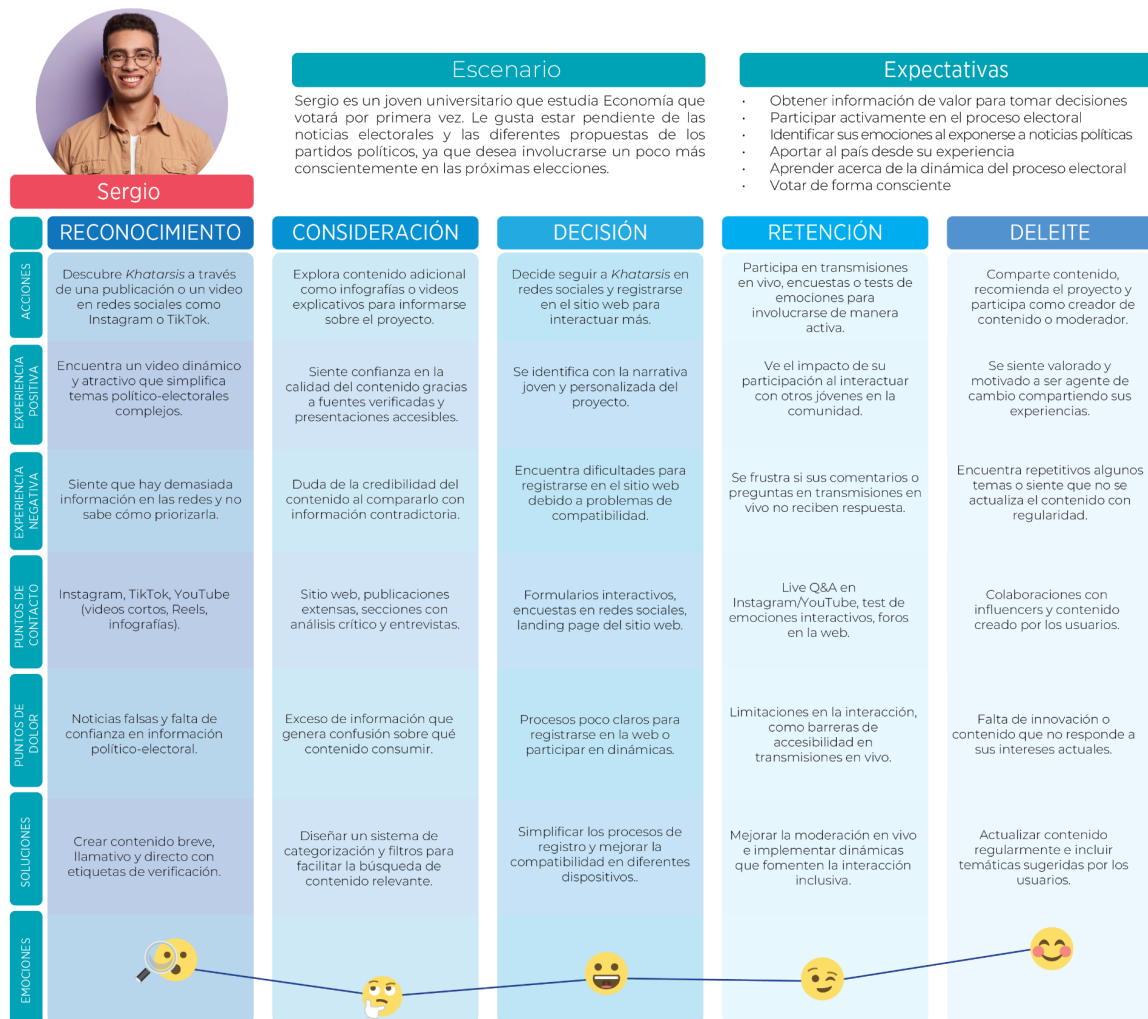 Escenario
Sergio es un joven universitario que estudia Economía que
votará por primera vez. Le gusta estar pendiente de las
noticias electorales y las diferentes propuestas de los
partidos políticos, ya que desea involucrarse un poco más
conscientemente en las próximas elecciones.
Expectativas
· Obtener información de valor para tomar decisiones
· Participar activamente en el proceso electoral
· Identificar sus emociones al exponerse a noticias políticas
· Aportar al país desde su experiencia
· Aprender acerca de la dinámica del proceso electoral
· Votar de forma consciente
Sergio
RECONOCIMIENTO
CONSIDERACIÓN
DECISIÓN
RETENCIÓN
DELEITE
ACCIONES
Descubre Khatarsis a través
de una publicación o un video
en redes sociales como
Instagram o TikTok.
Explora contenido adicional
como infografías o videos
explicativos para informarse
sobre el proyecto.
Decide seguir a Khatarsis en
redes sociales y registrarse
en el sitio web para
interactuar más.
Participa en transmisiones
en vivo, encuestas o tests de
emociones para
involucrarse de manera
activa.
Comparte contenido,
recomienda el proyecto y
participa como creador de
contenido o moderador.
EXPERIENCIA
POSITIVA
Encuentra un video dinámico
y atractivo que simplifica
temas político-electorales
complejos.
Siente confianza en la
calidad del contenido gracias
a fuentes verificadas y
presentaciones accesibles.
Se identifica con la narrativa
joven y personalizada del
proyecto.
Ve el impacto de su
participación al interactuar
con otros jóvenes en la
comunidad.
Se siente valorado y
motivado a ser agente de
cambio compartiendo sus
experiencias.
EXPERIENCIA
NEGATIVA
Siente que hay demasiada
información en las redes y no
sabe cómo priorizarla.
Duda de la credibilidad del
contenido al compararlo con
información contradictoria.
Encuentra dificultades para
registrarse en el sitio web
debido a problemas de
compatibilidad.
Se frustra si sus comentarios o
preguntas en transmisiones en
vivo no reciben respuesta.
Encuentra repetitivos algunos
temas o siente que no se
actualiza el contenido con
regularidad.
PUNTOS DE
CONTACTO
Instagram, TikTok, YouTube
(videos cortos, Reels,
infografías).
Sitio web, publicaciones
extensas, secciones con
análisis crítico y entrevistas.
Formularios interactivos,
encuestas en redes sociales,
landing page del sitio web.
Live Q&A en
Instagram/YouTube, test de
emociones interactivos, foros
en la web.
Colaboraciones con
influencers y contenido
creado por los usuarios.
PUNTOS DE
DOLOR
Noticias falsas y falta de
confianza en información
político-electoral.
Exceso de información que
genera confusión sobre qué
contenido consumir.
Procesos poco claros para
registrarse en la web o
participar en dinámicas.
Limitaciones en la interacción,
como barreras de
accesibilidad en
transmisiones en vivo.
Falta de innovación o
contenido que no responde a
sus intereses actuales.
SOLUCIONES
Crear contenido breve,
llamativo y directo con
etiquetas de verificación.
Diseñar un sistema de
categorización y filtros para
facilitar la búsqueda de
contenido relevante.
Simplificar los procesos de
registro y mejorar la
compatibilidad en diferentes
dispositivos..
Mejorar la moderación en vivo
e implementar dinámicas
que fomenten la interacción
inclusiva.
Actualizar contenido
regularmente e incluir
temáticas sugeridas por los
usuarios.
EMOCIONES